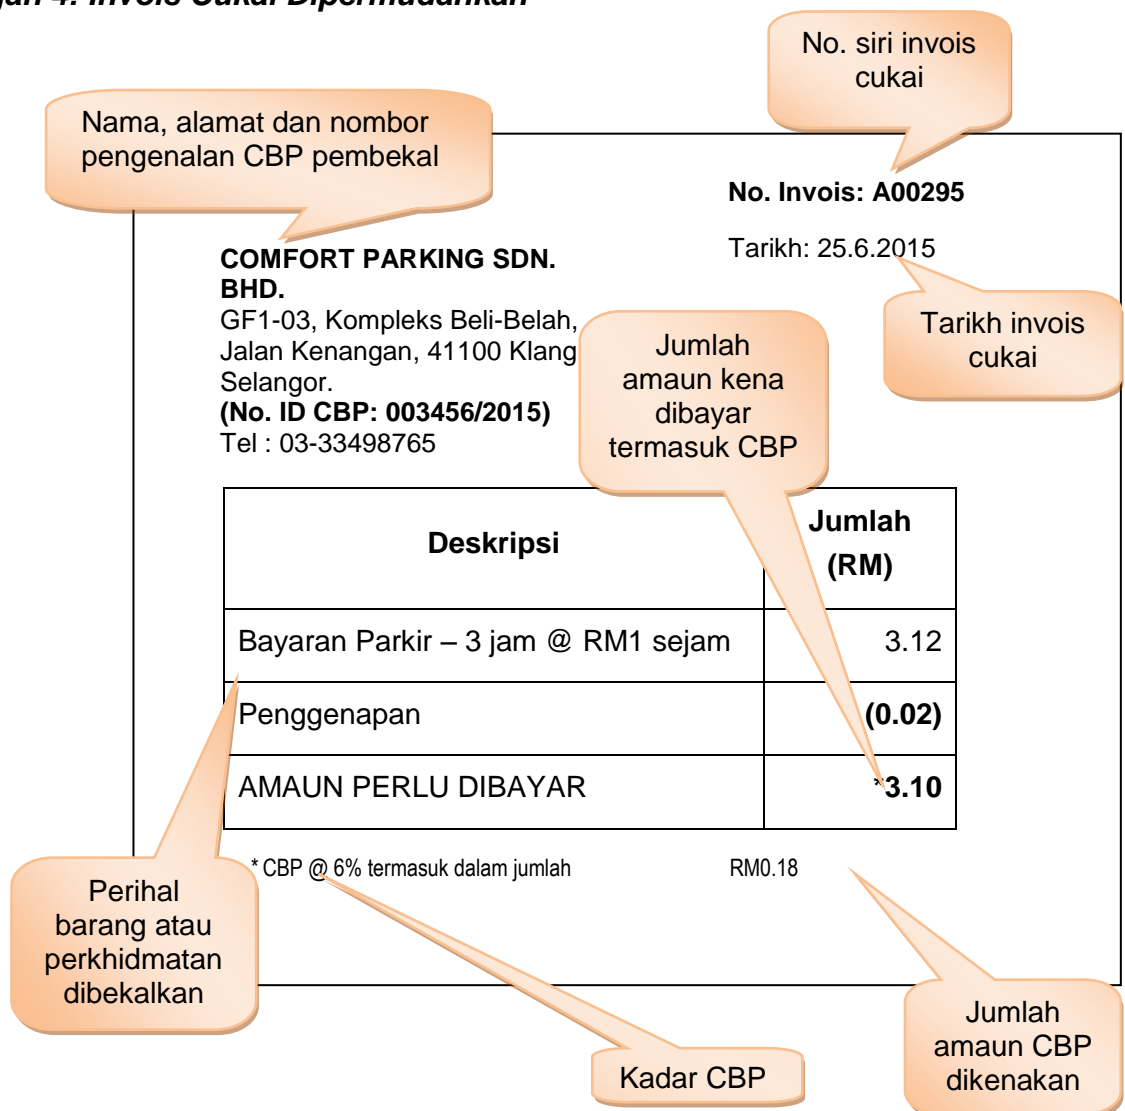 4: Invois Cukai Dipermudahkan
No. siri invois
cukai
Nama, alamat dan nombor
pengenalan CBP pembekal
No. Invois: A00295
Tarikh: 25.6.2015
COMFORT PARKING SDN.
BHD.
GF1-03, Kompleks Beli-Belah,
Jalan Kenangan, 41100 Klang
Selangor.
(No. ID CBP: 003456/2015)
Tel : 03-33498765
Tarikh invois
cukai
Jumlah
amaun kena
dibayar
termasuk CBP
Deskripsi
Jumlah
(RM)
Bayaran Parkir – 3 jam @ RM1 sejam 3.12
Penggenapan (0.02)
AMAUN PERLU DIBAYAR *3.10
* CBP @ 6% termasuk dalam jumlah RM0.18
Perihal
barang atau
perkhidmatan
dibekalkan
Kadar CBP
Jumlah
amaun CBP
dikenakan